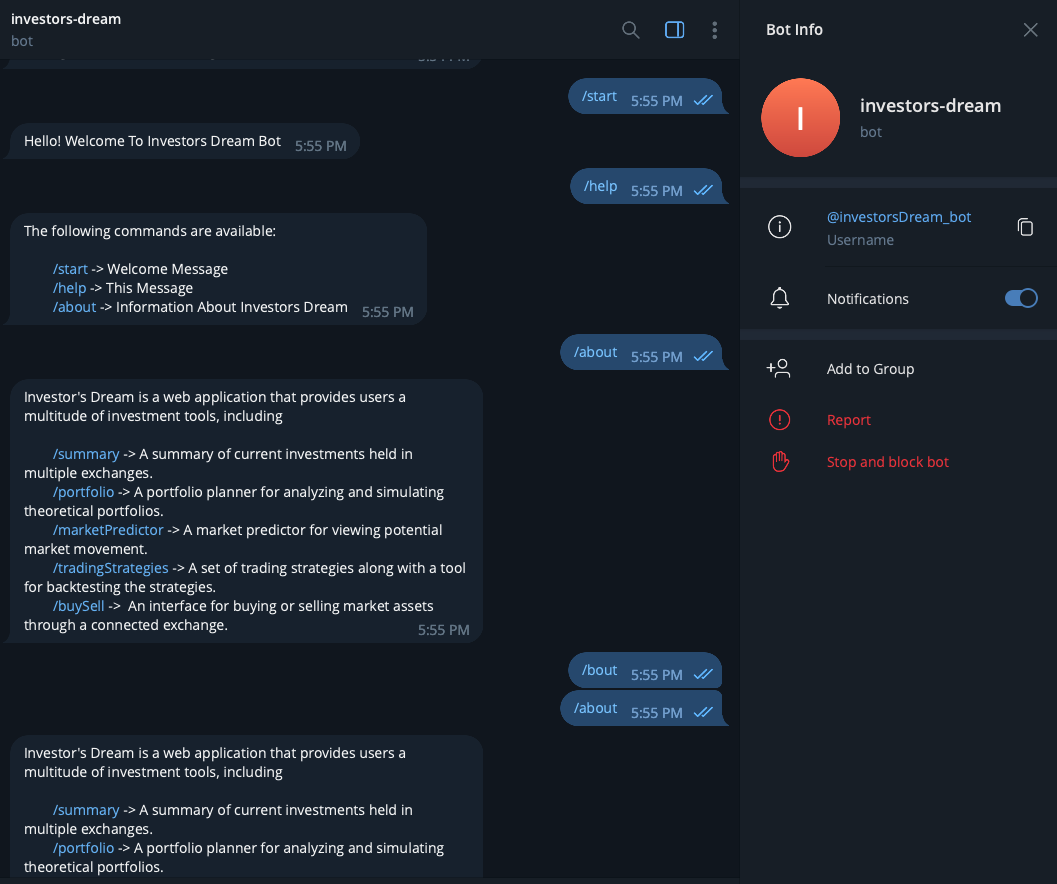 investors-dream
bot
/start 5:55 PM
Hello! Welcome To Investors Dream Bot 5:55 PM
/help 5:55 PM
The following commands are available:
/start -> Welcome Message
/help -> This Message
/about -> Information About Investors Dream 5:55 PM
/about 5:55 PM
Investor's Dream is a web application that provides users a
multitude of investment tools, including
/summary -> A summary of current investments held in
multiple exchanges.
/portfolio -> A portfolio planner for analyzing and simulating
theoretical portfolios.
/marketPredictor -> A market predictor for viewing potential
market movement.
/tradingStrategies -> A set of trading strategies along with a tool
for backtesting the strategies.
/buySell -> An interface for buying or selling market assets
through a connected exchange. 5:55 PM
/bout 5:55 PM
/about 5:55 PM
Investor's Dream is a web application that provides users a
multitude of investment tools, including
/summary -> A summary of current investments held in
multiple exchanges.
/portfolio -> A portfolio planner for analyzing and simulating
theoretical portfolios.
Bot Info
I
investors-dream
bot
@investorsDream_bot
Username
Notifications
Add to Group
Report
Stop and block bot